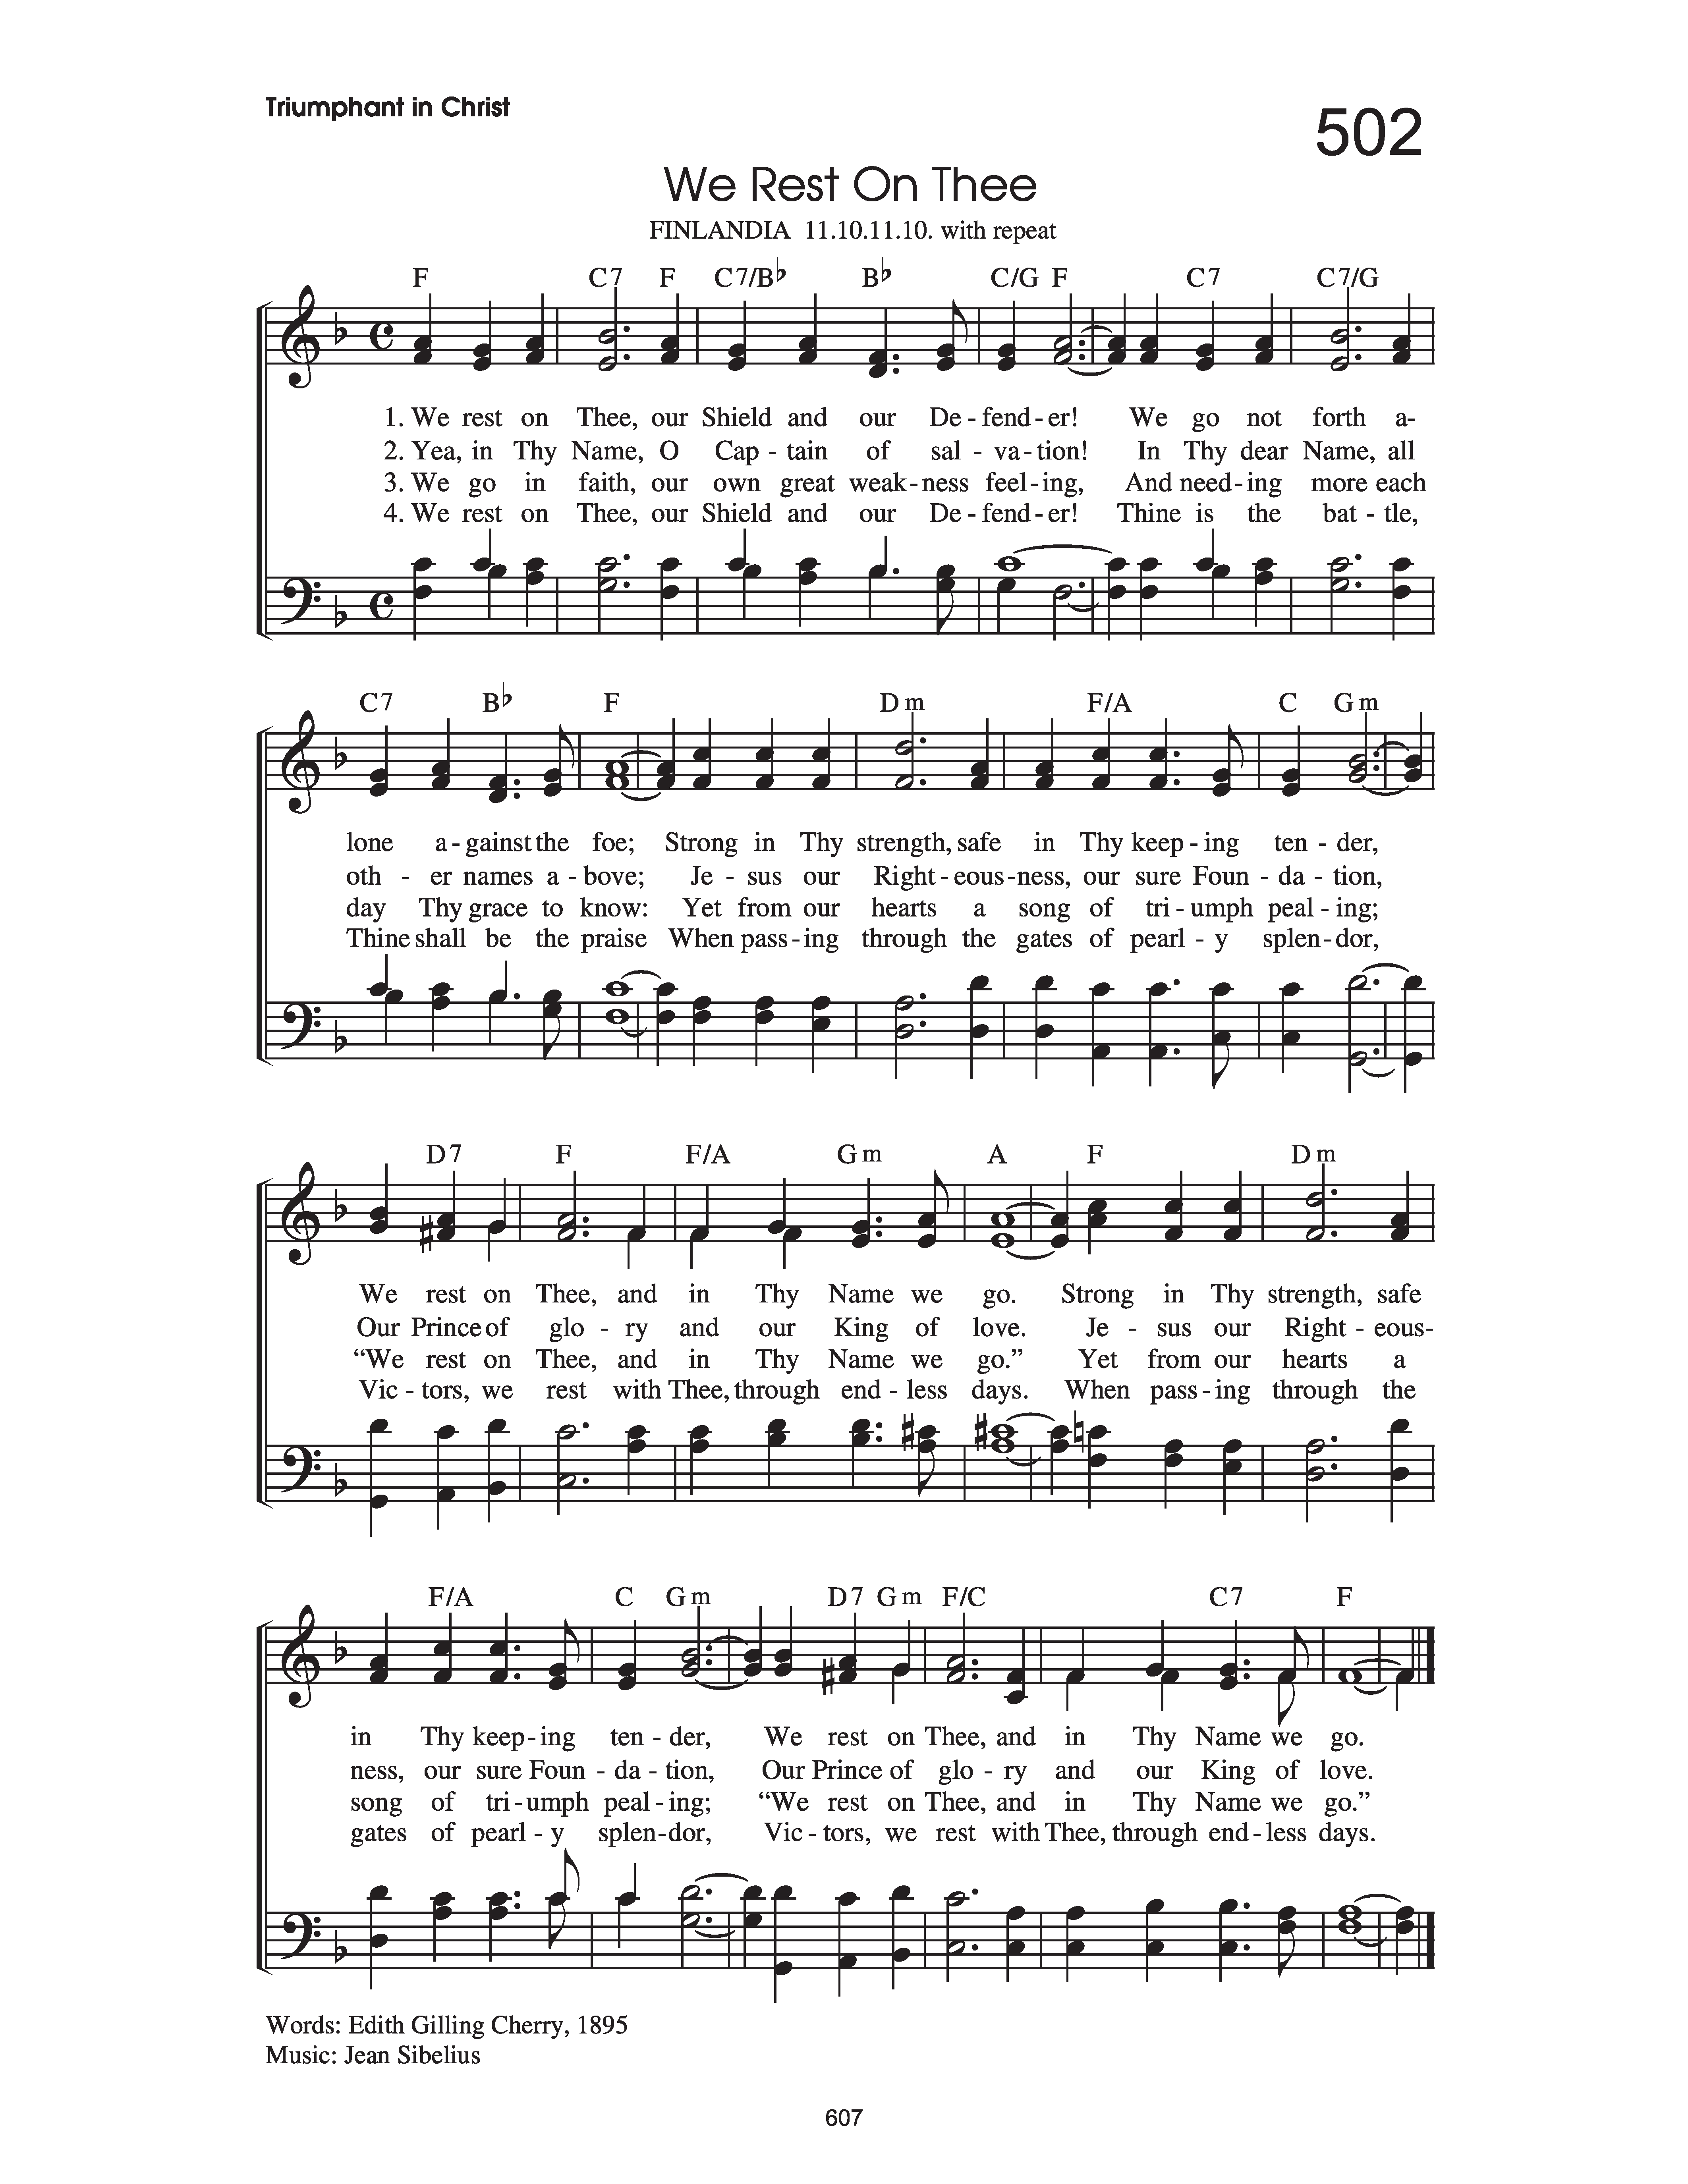 Triumphant in Christ
502
We Rest On Thee
FINLANDIA 11.10.11.10. with repeat
F C7 F C7/B♭ B♭ C/G F C7 C7/G
1. We rest on Thee, our Shield and our De - fend - er! We go not forth a-
2. Yea, in Thy Name, O Cap - tain of sal - va - tion! In Thy dear Name, all
3. We go in faith, our own great weak - ness feel - ing, And need - ing more each
4. We rest on Thee, our Shield and our De - fend - er! Thine is the bat - tle,
C7 B♭ F Dm F/A C Gm
lone a - gainst the foe; Strong in Thy strength, safe in Thy keep - ing ten - der,
oth - er names a - bove; Je - sus our Right - eous - ness, our sure Foun - da - tion,
day Thy grace to know: Yet from our hearts a song of tri - umph peal - ing;
Thine shall be the praise When pass - ing through the gates of pearl - y splen - dor,
D7 F F/A Gm A F Dm
We rest on Thee, and in Thy Name we go. Strong in Thy strength, safe
Our Prince of glo - ry and our King of love. Je - sus our Right - eous-
“We rest on Thee, and in Thy Name we go.” Yet from our hearts a
Vic - tors, we rest with Thee, through end - less days. When pass - ing through the
F/A C Gm D7 Gm F/C C7 F
in Thy keep - ing ten - der, We rest on Thee, and in Thy Name we go.
ness, our sure Foun - da - tion, Our Prince of glo - ry and our King of love.
song of tri - umph peal - ing; “We rest on Thee, and in Thy Name we go.”
gates of pearl - y splen - dor, Vic - tors, we rest with Thee, through end - less days.
Words: Edith Gilling Cherry, 1895
Music: Jean Sibelius
607